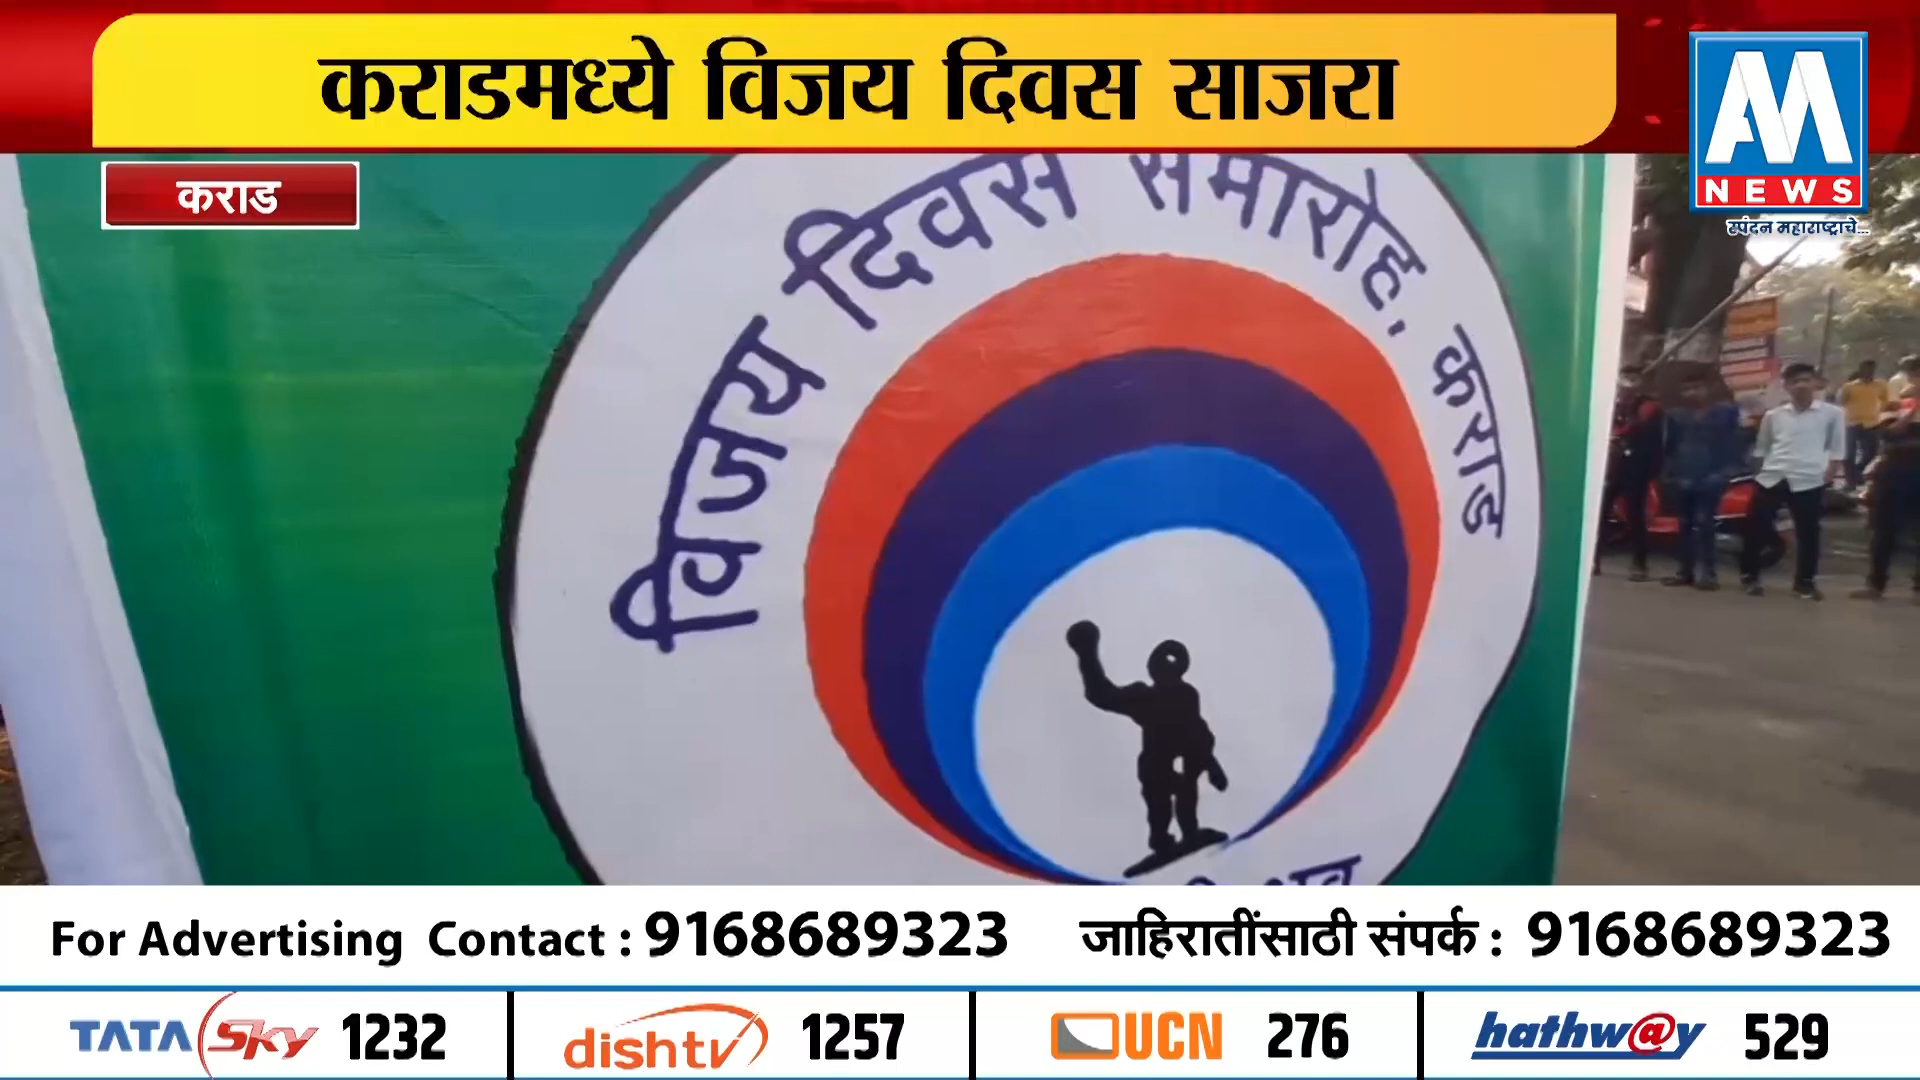 कराडमध्ये विजय दिवस साजरा
AM
NEWS
स्पंदन महाराष्ट्राचे...
कराड
विजय दिवस समारोह, कराड
For Advertising Contact : 9168689323 जाहिरातींसाठी संपर्क : 9168689323
TATA Sky 1232 dishtv 1257 UCN 276 hathw@y 529